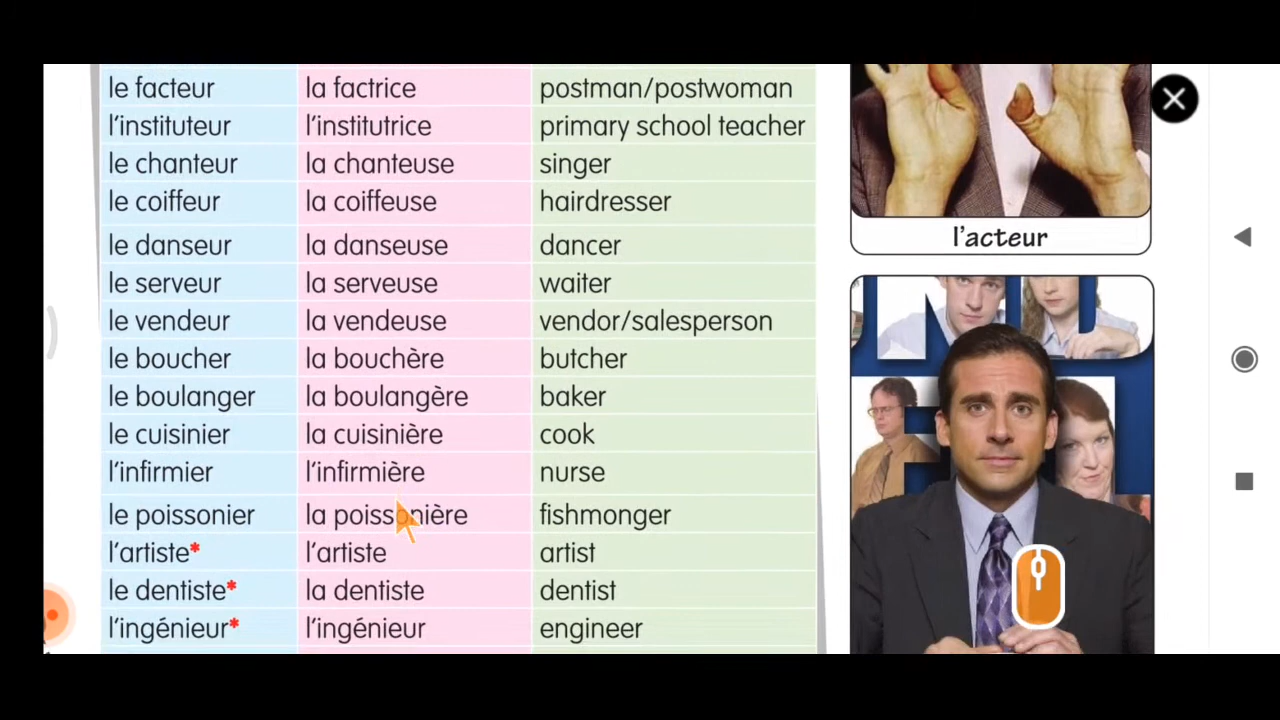 le facteur la factrice postman/postwoman
l'instituteur l'institutrice primary school teacher
le chanteur la chanteuse singer
le coiffeur la coiffeuse hairdresser
le danseur la danseuse dancer
le serveur la serveuse waiter
le vendeur la vendeuse vendor/salesperson
le boucher la bouchère butcher
le boulanger la boulangère baker
le cuisinier la cuisinière cook
l'infirmier l'infirmière nurse
le poissonier la poissonière fishmonger
l'artiste* l'artiste artist
le dentiste* la dentiste dentist
l'ingénieur* l'ingénieur engineer
l'acteur